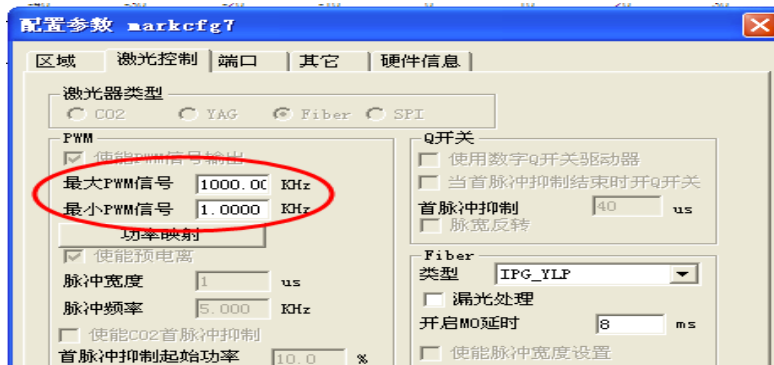 配置参数 markcfg7
区域 激光控制 端口 其它 硬件信息
激光器类型
CO2 YAG Fiber SPI
PWM
使能PWM信号输出
最大PWM信号 1000.00 KHz
最小PWM信号 1.0000 KHz
功率映射
使能预电离
脉冲宽度 1 us
脉冲频率 5.000 KHz
使能CO2首脉冲抑制
首脉冲抑制起始功率 10.0 %
Q开关
使用数字Q开关驱动器
当首脉冲抑制结束时开Q开关
首脉冲抑制 40 us
脉宽反转
Fiber
类型 IPG_YLP
漏光处理
开启MO延时 8 ms
使能脉冲宽度设置